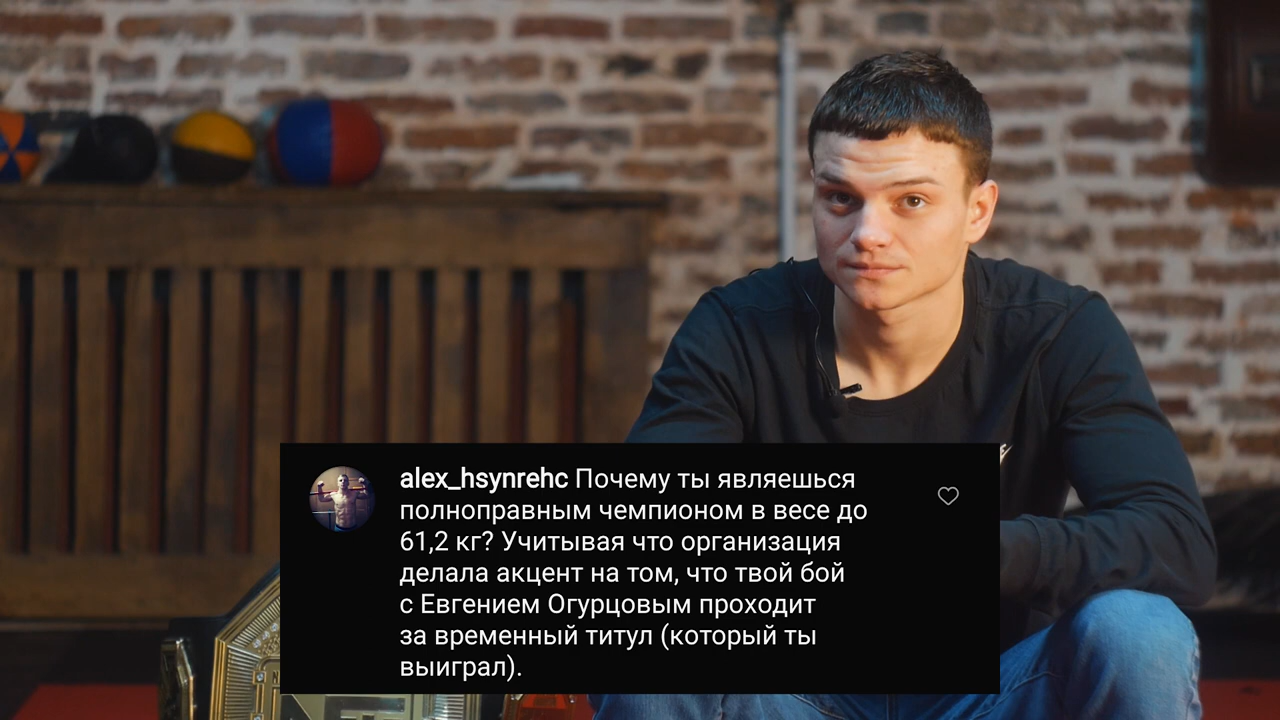 alex_hsynrehc Почему ты являешься
полноправным чемпионом в весе до
61,2 кг? Учитывая что организация
делала акцент на том, что твой бой
с Евгением Огурцовым проходит
за временный титул (который ты
выиграл).